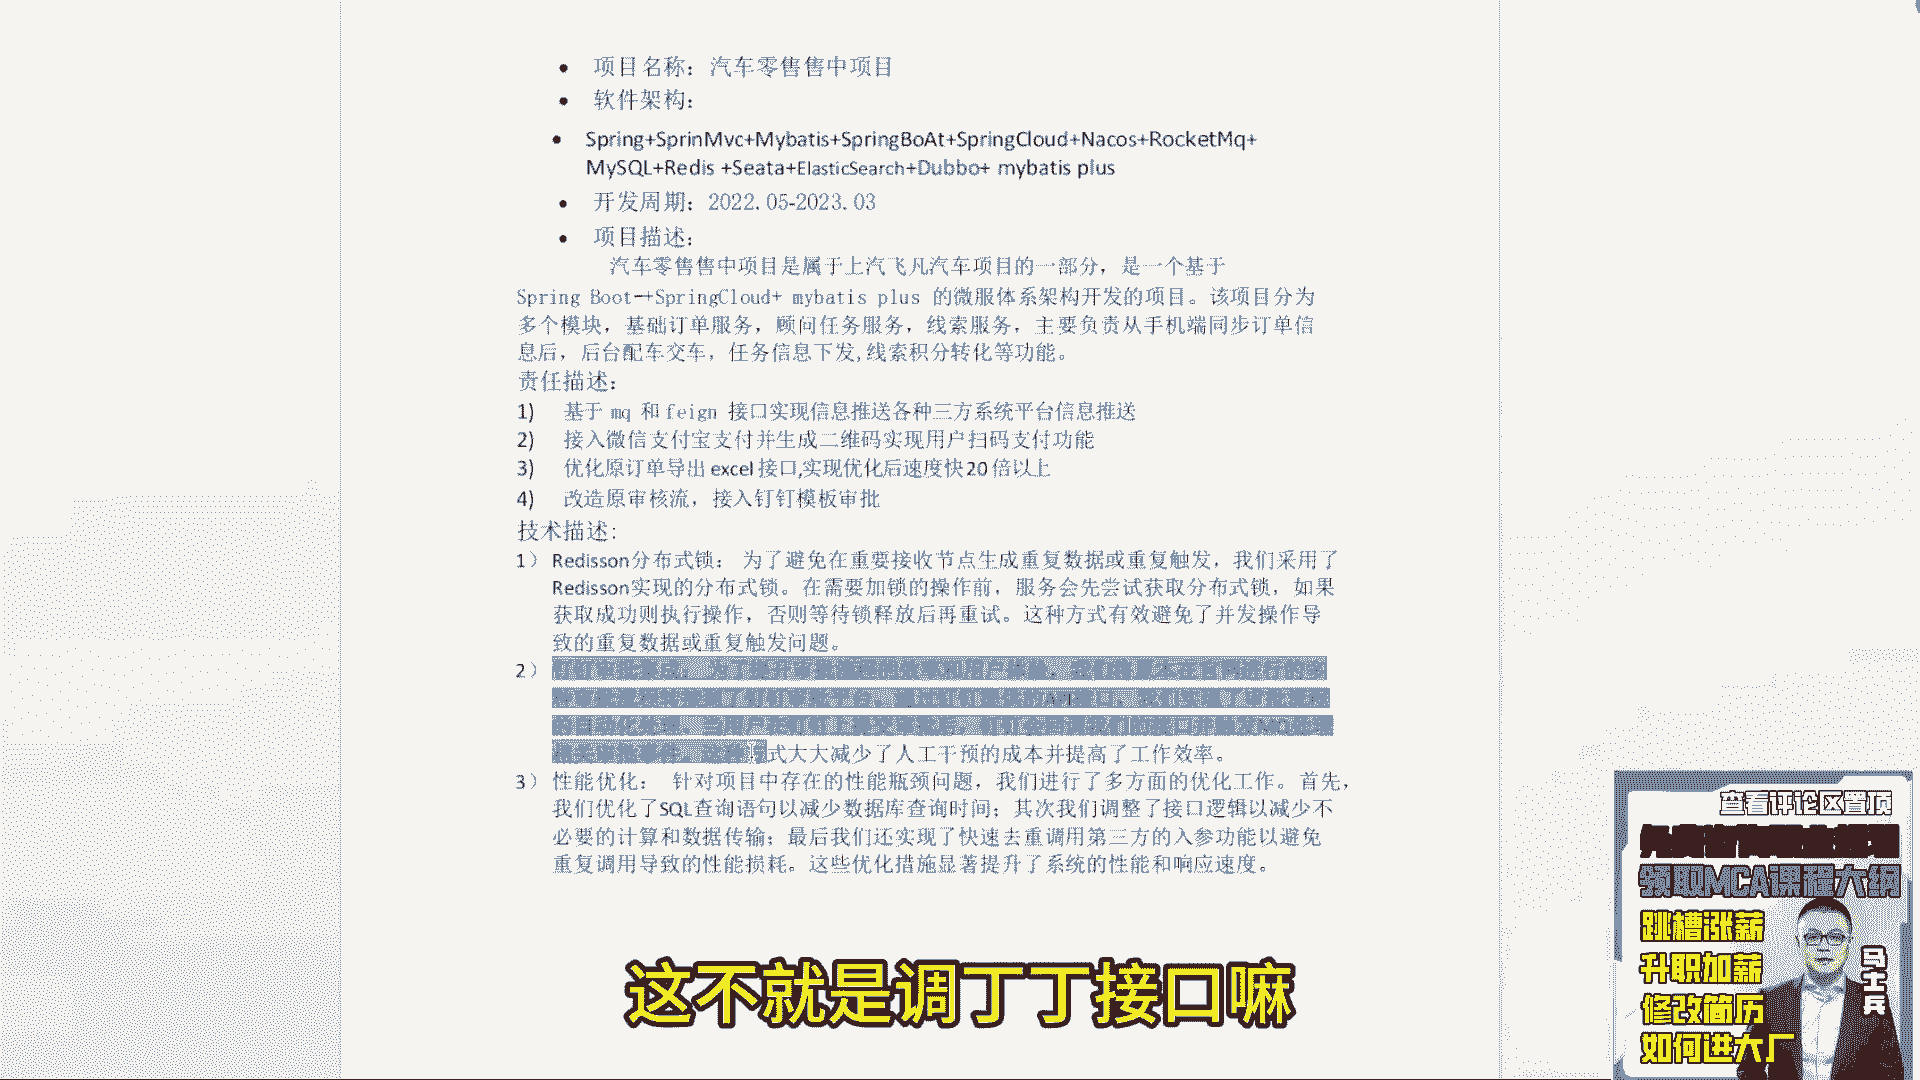 • 项目名称：汽车零售售中项目
• 软件架构：
• Spring+SprinMvc+Mybatis+SpringBoAt+SpringCloud+Nacos+RocketMq+
MySQL+Redis +Seata+ElasticSearch+Dubbo+ mybatis plus
• 开发周期：2022.05-2023.03
• 项目描述：
汽车零售售中项目是属于上汽飞凡汽车项目的一部分，是一个基于
Spring Boot+SpringCloud+ mybatis plus 的微服体系架构开发的项目。该项目分为
多个模块，基础订单服务，顾问任务服务，线索服务，主要负责从手机端同步订单信
息后，后台配车交车，任务信息下发,线索积分转化等功能。
责任描述：
1) 基于 mq 和 feign 接口实现信息推送各种三方系统平台信息推送
2) 接入微信支付宝支付并生成二维码实现用户扫码支付功能
3) 优化原订单导出 excel 接口,实现优化后速度快 20 倍以上
4) 改造原审核流，接入钉钉模板审批
技术描述:
1） Redisson分布式锁： 为了避免在重要接收节点生成重复数据或重复触发，我们采用了
Redisson实现的分布式锁。在需要加锁的操作前，服务会先尝试获取分布式锁，如果
获取成功则执行操作，否则等待锁释放后再重试。这种方式有效避免了并发操作导
致的重复数据或重复触发问题。
2）
式大大减少了人工干预的成本并提高了工作效率。
3） 性能优化： 针对项目中存在的性能瓶颈问题，我们进行了多方面的优化工作。首先，
我们优化了SQL查询语句以减少数据库查询时间；其次我们调整了接口逻辑以减少不
必要的计算和数据传输；最后我们还实现了快速去重调用第三方的入参功能以避免
重复调用导致的性能损耗。这些优化措施显著提升了系统的性能和响应速度。
这不就是调丁丁接口嘛
查看评论区置顶
领取MCA课程大纲
跳槽涨薪
升职加薪
修改简历
如何进大厂
马士兵